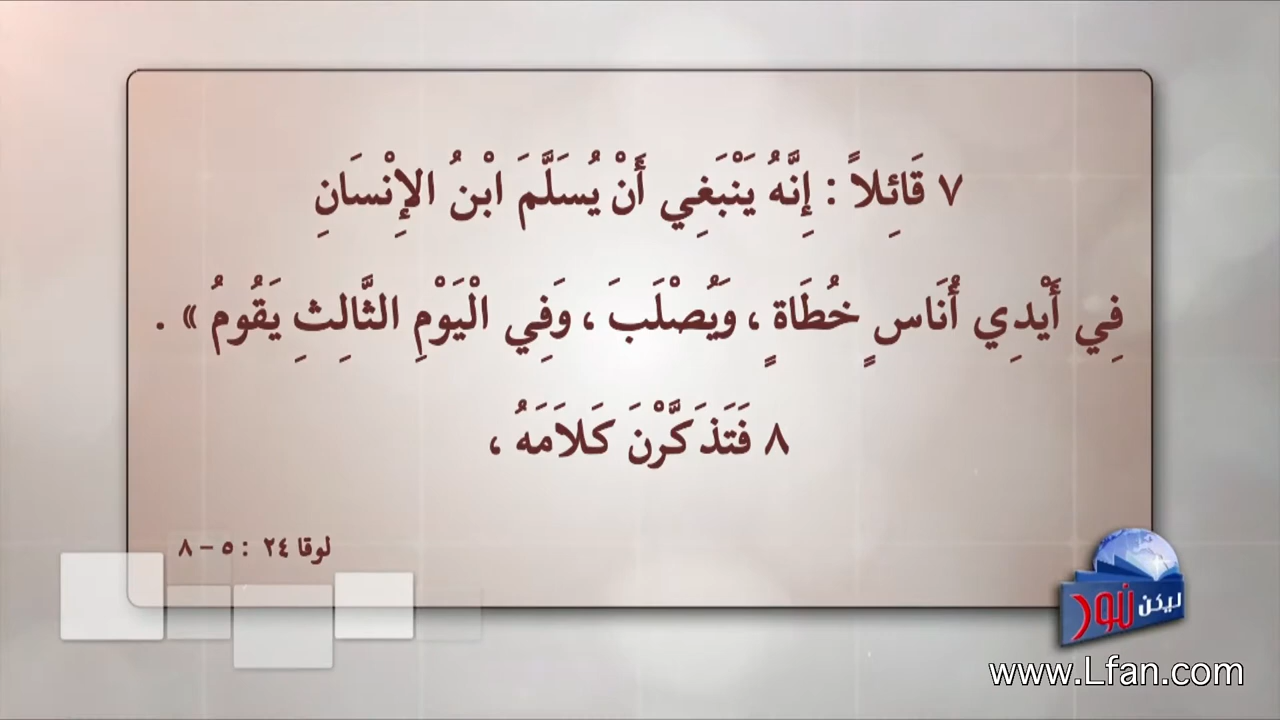 ٧ قَائِلاً : إِنَّهُ يَنْبَغِي أَنْ يُسَلَّمَ ابْنُ الإِنْسَانِ
فِي أَيْدِي أُنَاسٍ خُطَاةٍ ، وَيُصْلَبَ ، وَفِي الْيَوْمِ الثَّالِثِ يَقُومُ » .
٨ فَتَذَكَّرْنَ كَلاَمَهُ ،
لوقا ٢٤ : ٥ – ٨
ليكن نور
www.Lfan.com